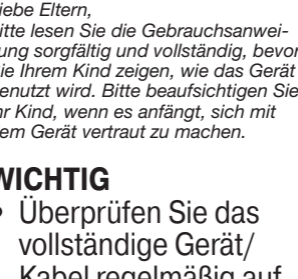 iebe Eltern,
itte lesen Sie die Gebrauchsanwei-
ung sorgfältig und vollständig, bevor
ie Ihrem Kind zeigen, wie das Gerät
enutzt wird. Bitte beaufsichtigen Sie
hr Kind, wenn es anfängt, sich mit
em Gerät vertraut zu machen.
WICHTIG
• Überprüfen Sie das
vollständige Gerät/
Kabel regelmäßig auf